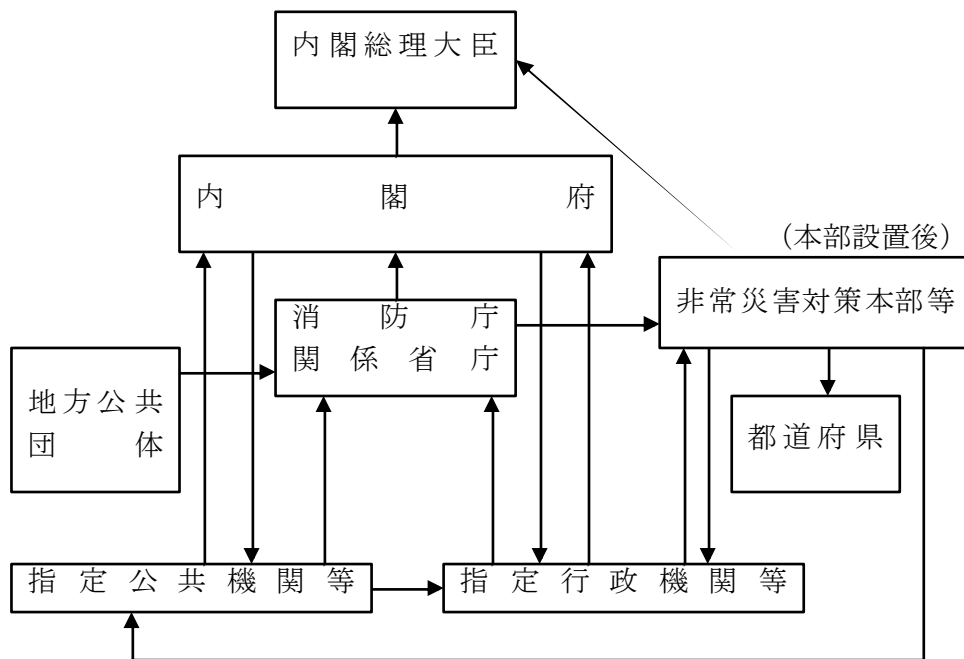 内閣総理大臣
内閣府
(本部設置後)
非常災害対策本部等
消防庁
関係省庁
地方公共
団体
都道府県
指定公共機関等
指定行政機関等